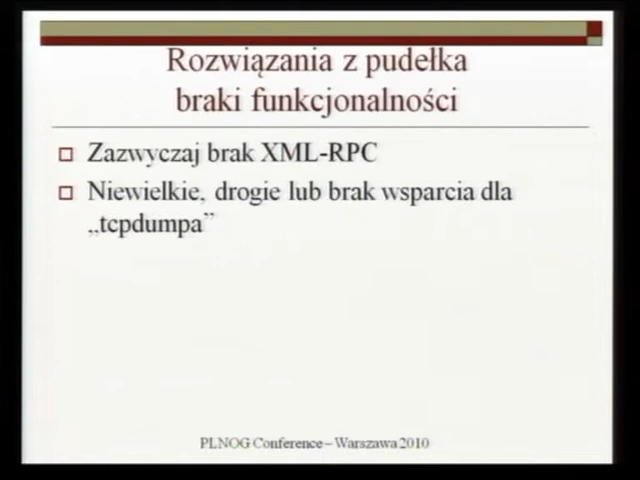 Rozwiązania z pudełka
braki funkcjonalności
Zazwyczaj brak XML-RPC
Niewielkie, drogie lub brak wsparcia dla
„tcpdumpa”
PLNOG Conference – Warszawa 2010